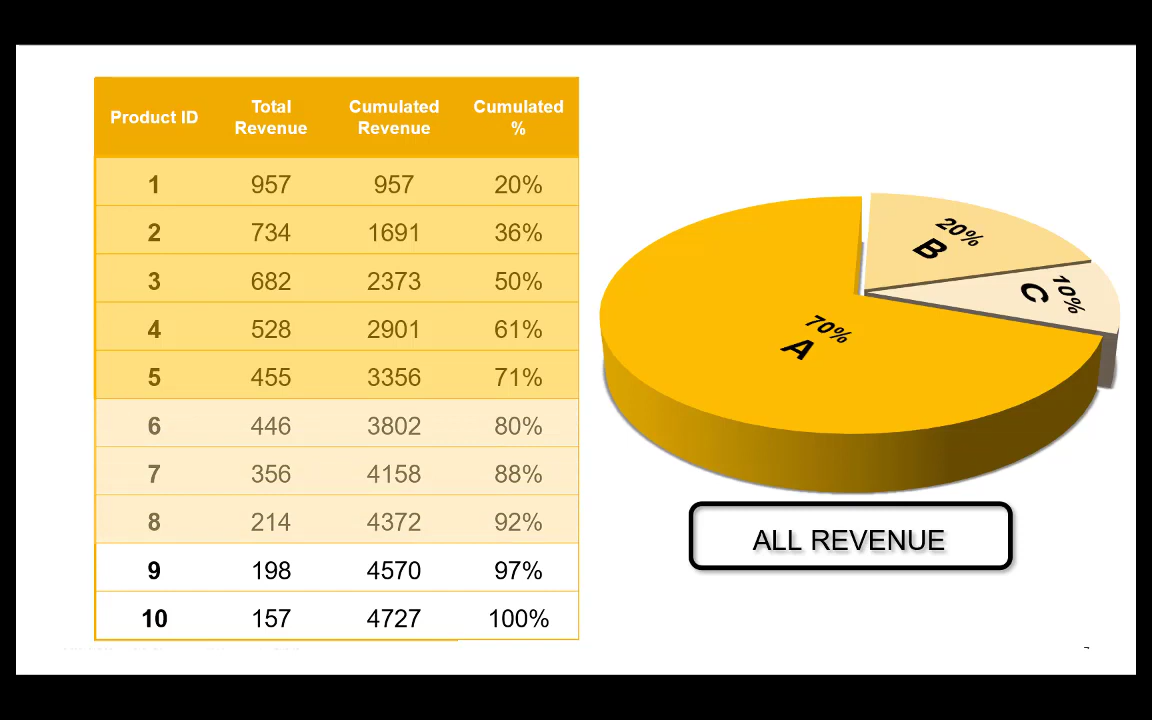 Product ID Total Revenue Cumulated Revenue Cumulated %
1 957 957 20%
2 734 1691 36%
3 682 2373 50%
4 528 2901 61%
5 455 3356 71%
6 446 3802 80%
7 356 4158 88%
8 214 4372 92%
9 198 4570 97%
10 157 4727 100%
20%
B
10%
C
70%
A
ALL REVENUE